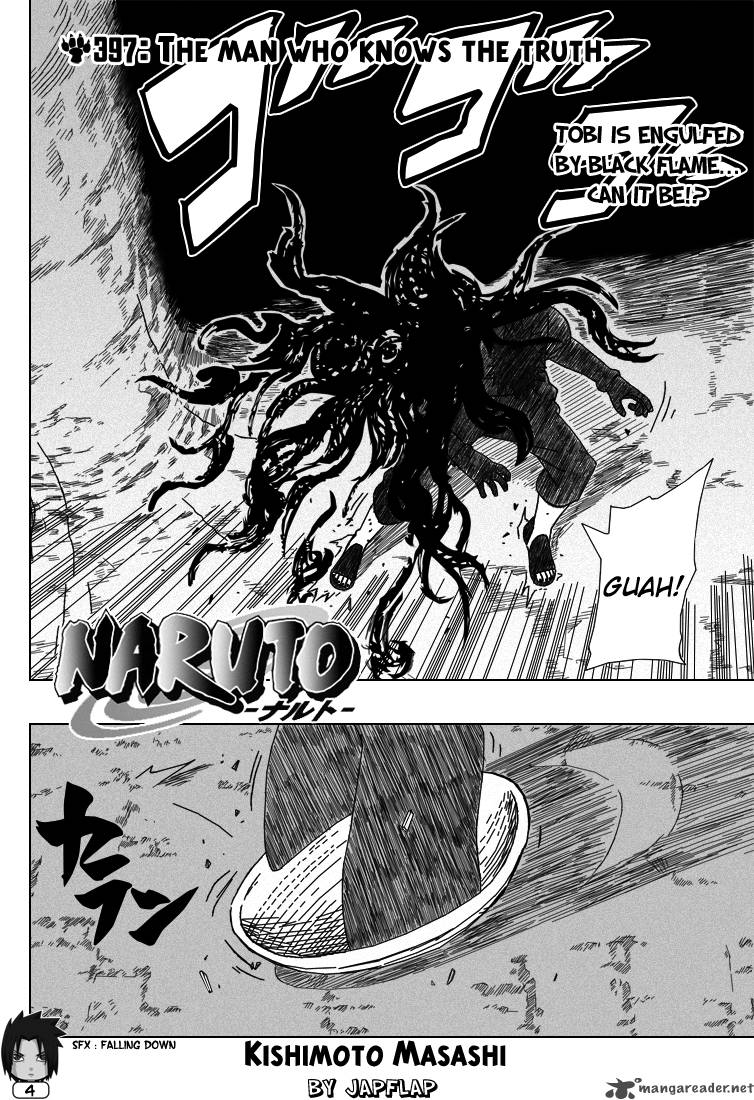 397: THE MAN WHO KNOWS THE TRUTH.
ゴ
TOBI IS ENGULFED
BY BLACK FLAME...
CAN IT BE!?
GUAH!
NARUTO
-ナルト-
SFX : FALLING DOWN
4
KISHIMOTO MASASHI
BY JAPFLAP
mangareader.net